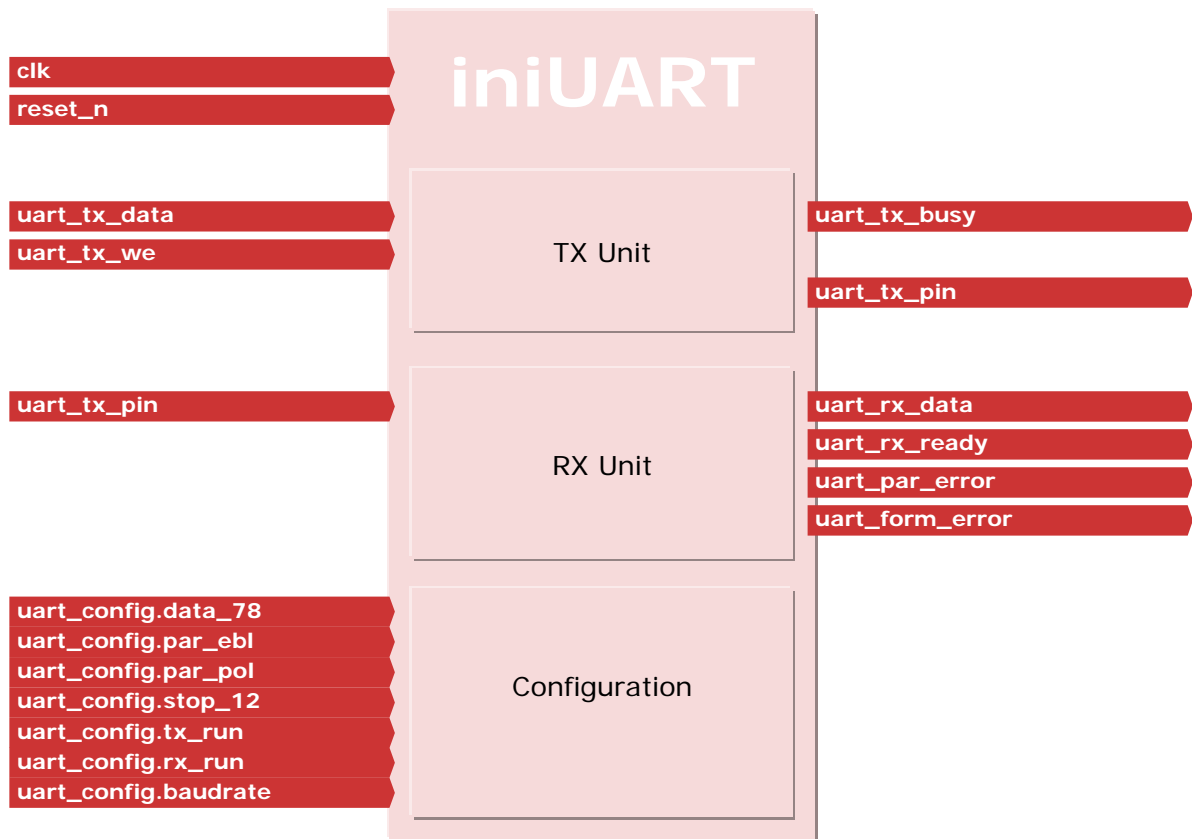 iniUART
clk
reset_n
uart_tx_data
uart_tx_we
TX Unit
uart_tx_busy
uart_tx_pin
uart_tx_pin
RX Unit
uart_rx_data
uart_rx_ready
uart_par_error
uart_form_error
uart_config.data_78
uart_config.par_ebl
uart_config.par_pol
uart_config.stop_12
uart_config.tx_run
uart_config.rx_run
uart_config.baudrate
Configuration